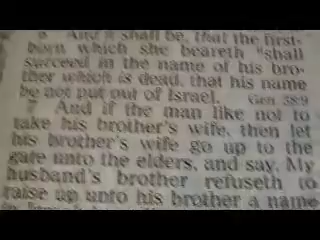 6 And it shall be, that the first-
born which she beareth "shall
succeed in the name of his bro-
ther which is dead, that his name
be not put out of Israel. Gen. 38:9
7 And if the man like not to
take his brother's wife, then let
his brother's wife go up to the
gate unto the elders, and say, My
husband's brother refuseth to
raise up unto his brother a name